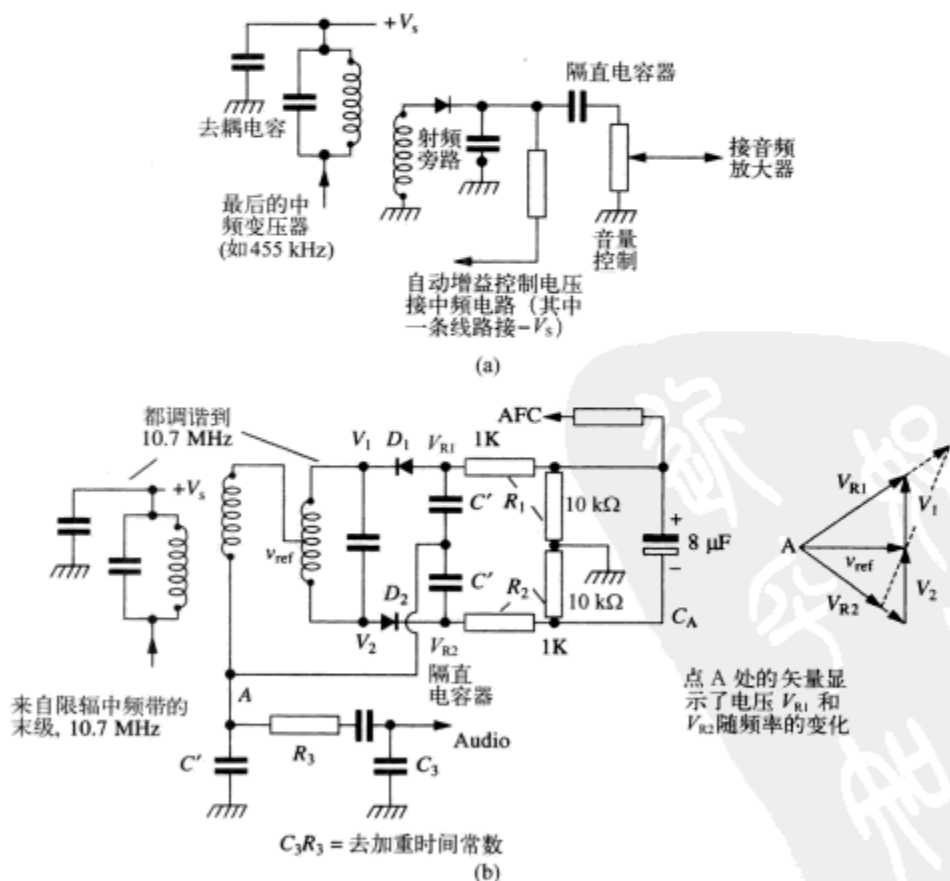 +Vs
隔直电容器
去耦电容
射频
旁路
接音频
放大器
最后的中
频变压器
(如455 kHz)
音量
控制
自动增益控制电压
接中频电路（其中
一条线路接-Vs）
(a)
都调谐到
10.7 MHz
AFC
V1 D1 VR1 1K
+Vs
C' R1 10 kΩ
vref
+
8 μF
−
C' R2 10 kΩ
D2
V2 VR2 1K CA
隔直
电容器
A
来自限辐中频带的
末级, 10.7 MHz
R3 Audio
C' C3
C3R3 = 去加重时间常数
VR1 V1
A vref
VR2 V2
点 A 处的矢量显
示了电压 VR1 和
VR2随频率的变化
(b)